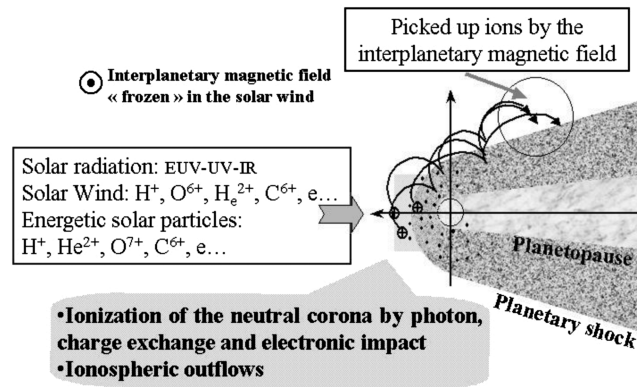 Picked up ions by the
interplanetary magnetic field
Interplanetary magnetic field
« frozen » in the solar wind
Solar radiation: EUV-UV-IR
Solar Wind: H⁺, O⁶⁺, Hₑ²⁺, C⁶⁺, e…
Energetic solar particles:
H⁺, He²⁺, O⁷⁺, C⁶⁺, e…
Planetopause
Planetary shock
•Ionization of the neutral corona by photon,
charge exchange and electronic impact
•Ionospheric outflows